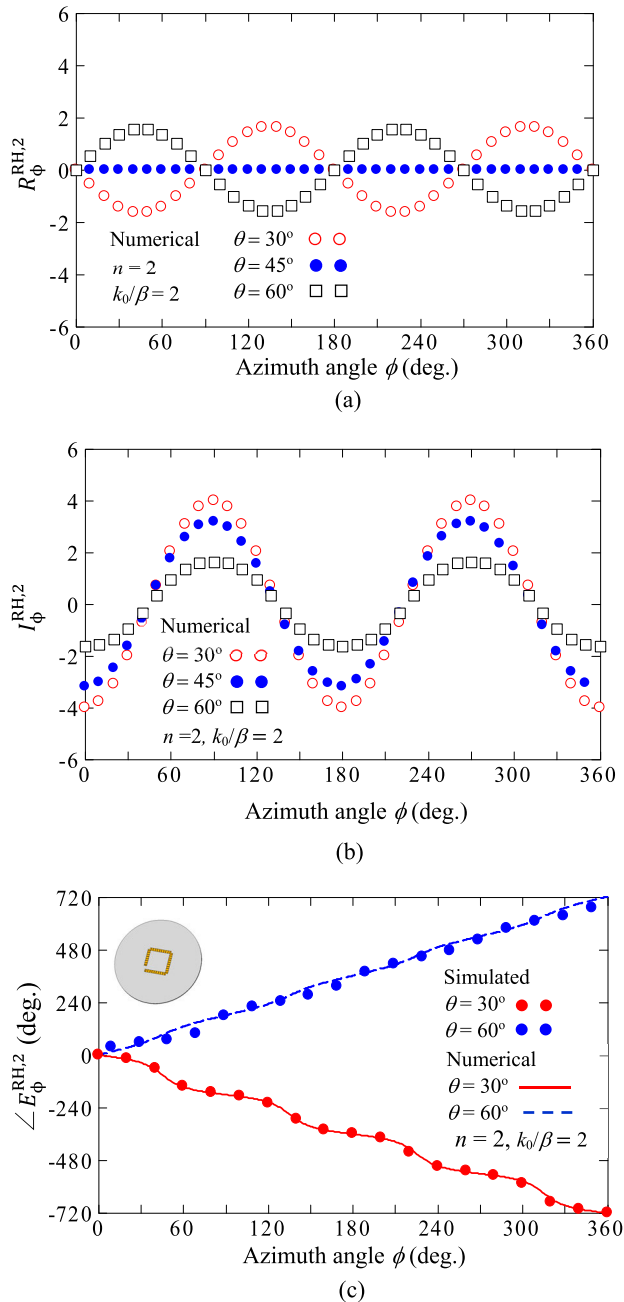 6
4
2
0
-2
-4
-6
R_ϕ^RH,2
Numerical
n = 2
k₀/β = 2
θ = 30°
θ = 45°
θ = 60°
0 60 120 180 240 300 360
Azimuth angle ϕ (deg.)
(a)
6
4
2
0
-2
-4
-6
I_ϕ^RH,2
Numerical
θ = 30°
θ = 45°
θ = 60°
n =2, k₀/β = 2
0 60 120 180 240 300 360
Azimuth angle ϕ (deg.)
(b)
720
480
240
0
-240
-480
-720
∠E_ϕ^RH,2 (deg.)
Simulated
θ = 30°
θ = 60°
Numerical
θ = 30°
θ = 60°
n = 2, k₀/β = 2
0 60 120 180 240 300 360
Azimuth angle ϕ (deg.)
(c)